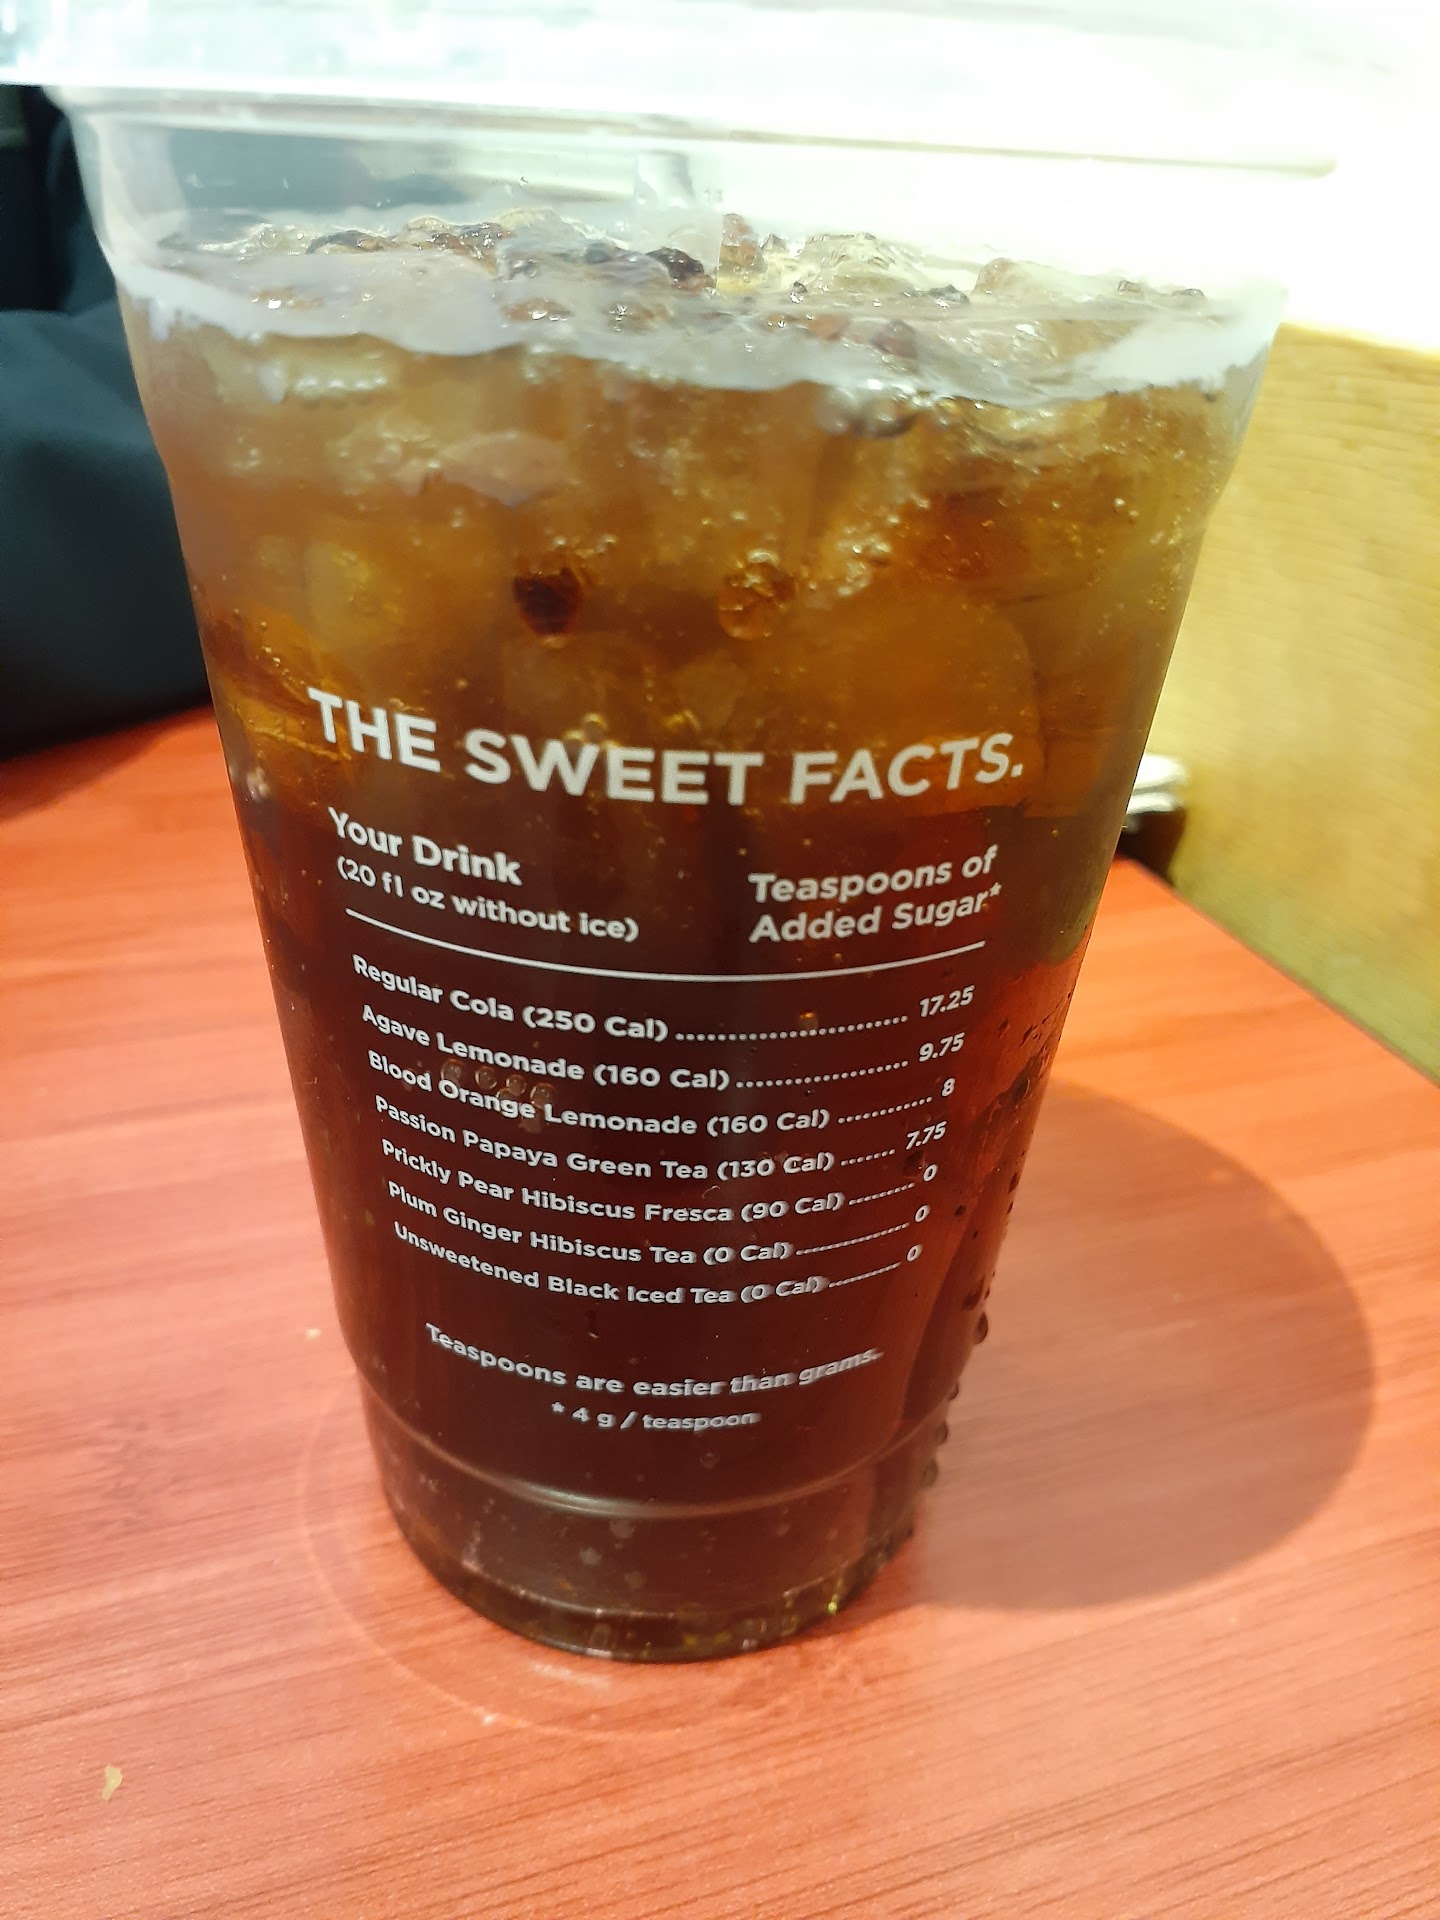 THE SWEET FACTS.
Your Drink
(20 fl oz without ice)
Teaspoons of
Added Sugar*
Regular Cola (250 Cal) ........................ 17.25
Agave Lemonade (160 Cal) ................... 9.75
Blood Orange Lemonade (160 Cal) ............ 8
Passion Papaya Green Tea (130 Cal) ....... 7.75
Prickly Pear Hibiscus Fresca (90 Cal) ......... 0
Plum Ginger Hibiscus Tea (0 Cal) ............... 0
Unsweetened Black Iced Tea (0 Cal) .......... 0
Teaspoons are easier than grams.
* 4 g / teaspoon